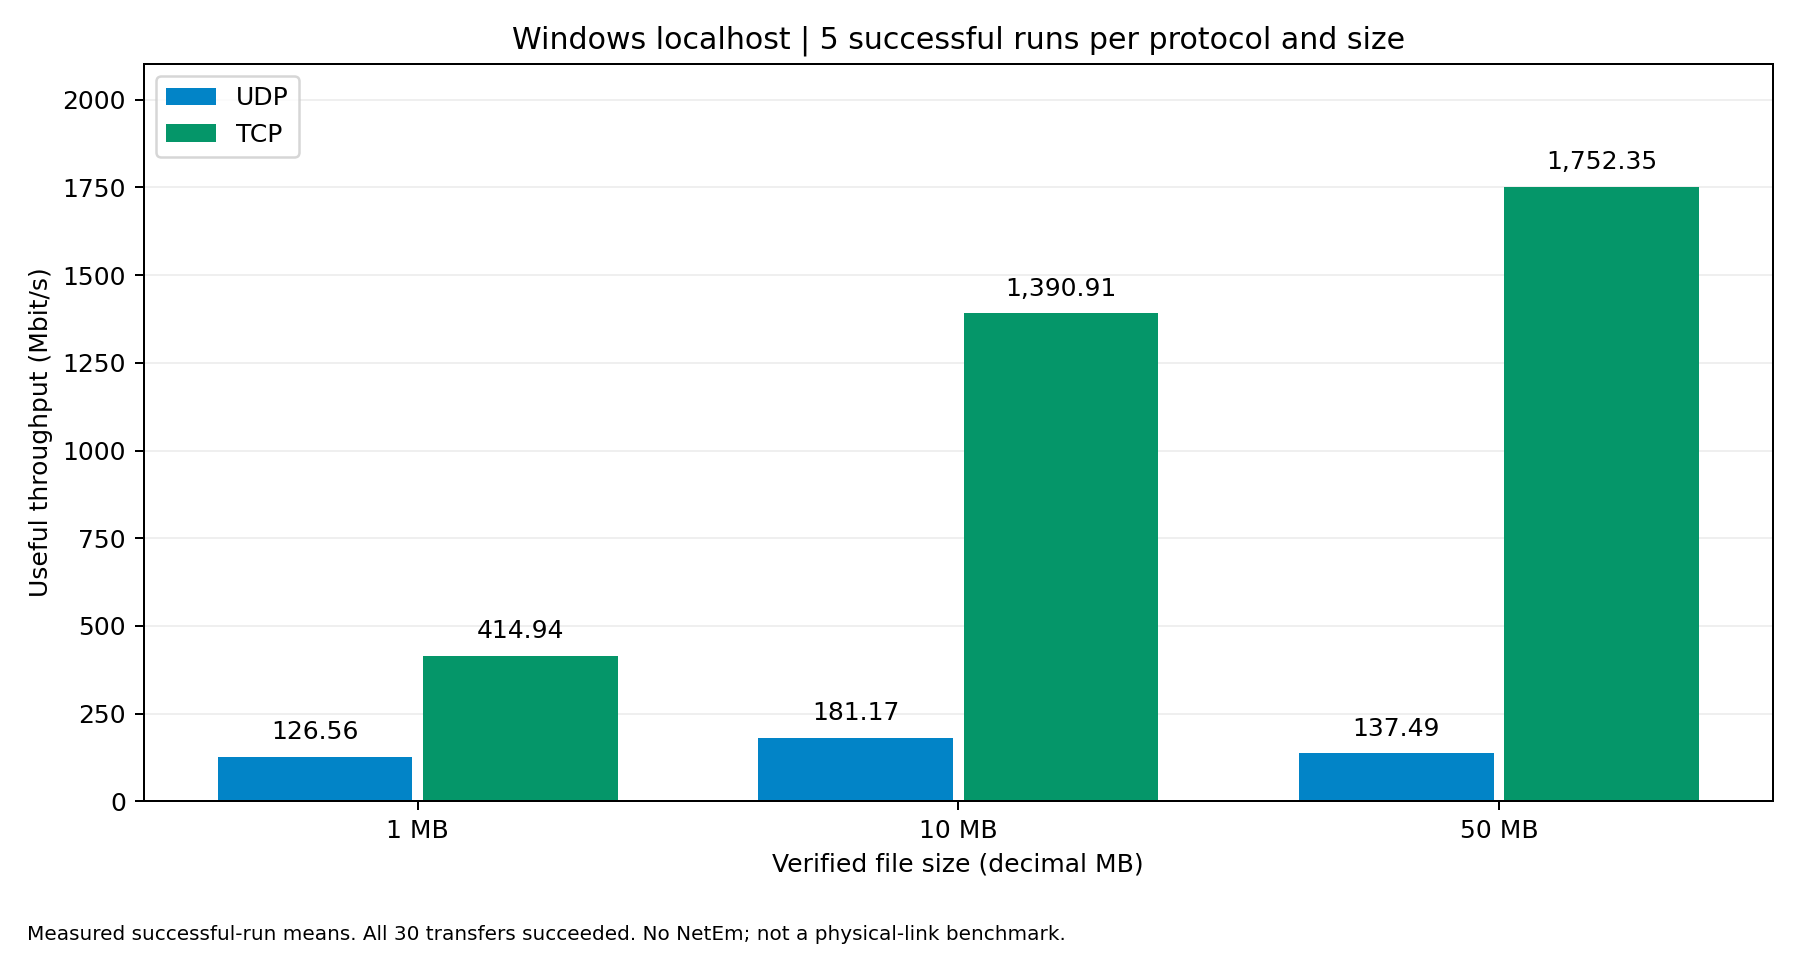 Windows localhost | 5 successful runs per protocol and size
UDP
TCP
Useful throughput (Mbit/s)
2000
1750
1500
1250
1000
750
500
250
0
126.56
414.94
181.17
1,390.91
137.49
1,752.35
1 MB
10 MB
50 MB
Verified file size (decimal MB)
Measured successful-run means. All 30 transfers succeeded. No NetEm; not a physical-link benchmark.